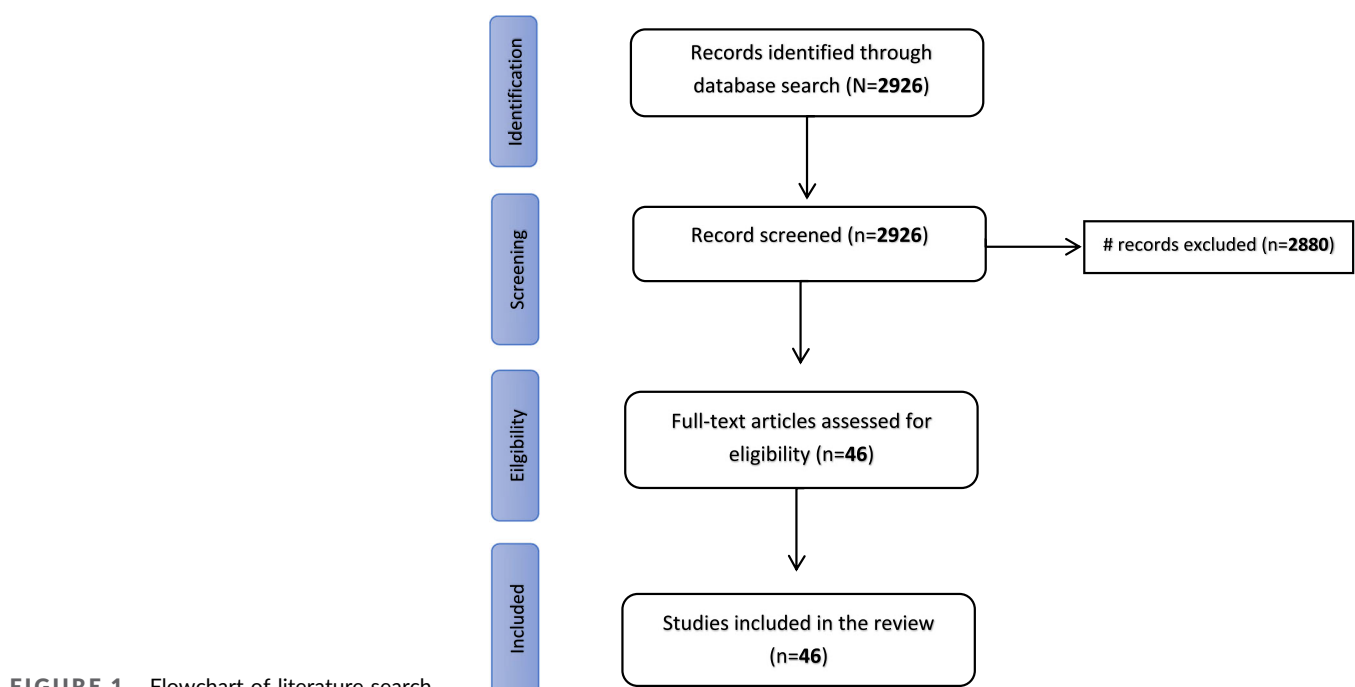 Identification
Records identified through
database search (N=2926)
Screening
Record screened (n=2926)
# records excluded (n=2880)
Eilgibility
Full-text articles assessed for
eligibility (n=46)
Included
Studies included in the review
(n=46)
FIGURE 1 Flowchart of literature search